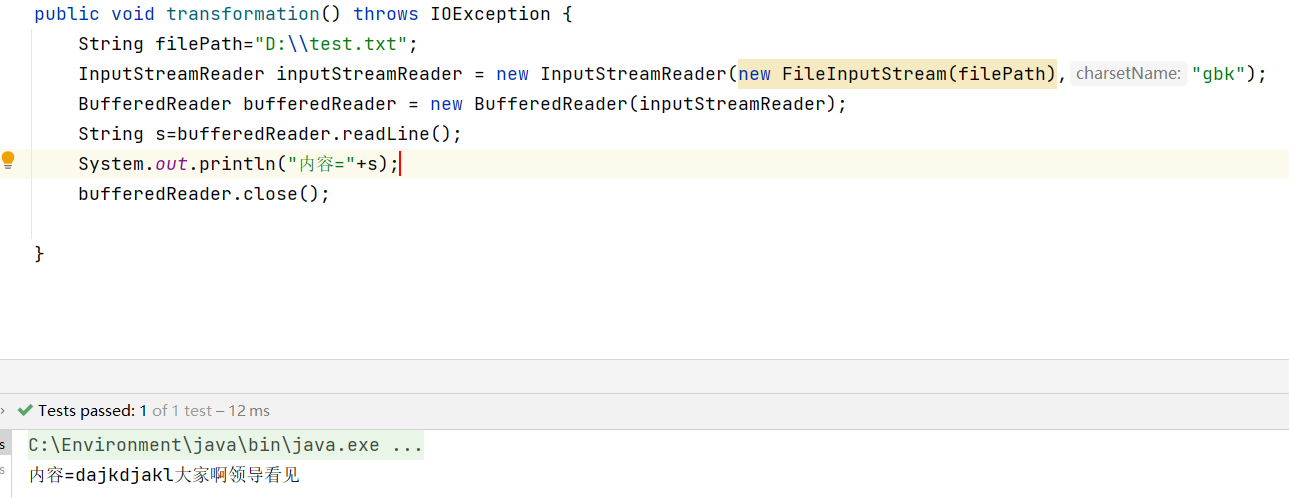 public void transformation() throws IOException {
String filePath="D:\\test.txt";
InputStreamReader inputStreamReader = new InputStreamReader(new FileInputStream(filePath), charsetName: "gbk");
BufferedReader bufferedReader = new BufferedReader(inputStreamReader);
String s=bufferedReader.readLine();
System.out.println("内容="+s);
bufferedReader.close();
}
Tests passed: 1 of 1 test – 12 ms
C:\Environment\java\bin\java.exe ...
内容=dajkdjakl大家啊领导看见